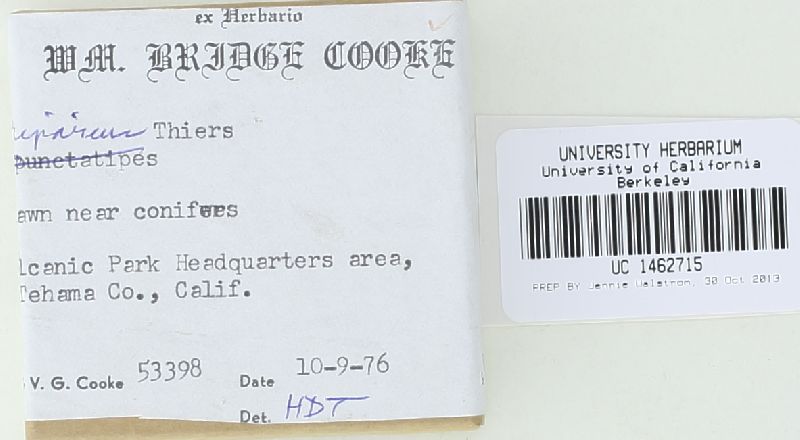 ex Herbario
WM. BRIDGE COOKE
Thiers
punctatipes
awn near conifers
lcanic Park Headquarters area,
Tehama Co., Calif.
V. G. Cooke 53398 Date 10-9-76
Det. HDT
UNIVERSITY HERBARIUM
University of California
Berkeley
UC 1462715
PREP BY Jennie Walstrom, 30 Oct 2013